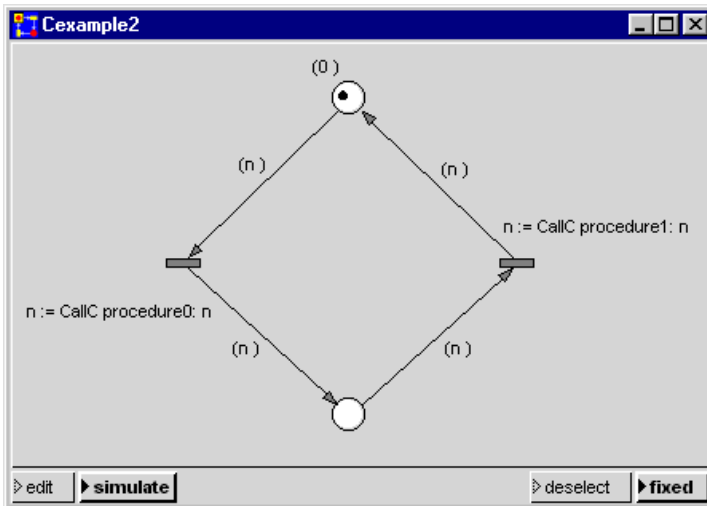 Cexample2
(0 )
(n )
(n )
n := CallC procedure1: n
n := CallC procedure0: n
(n )
(n )
edit
simulate
deselect
fixed